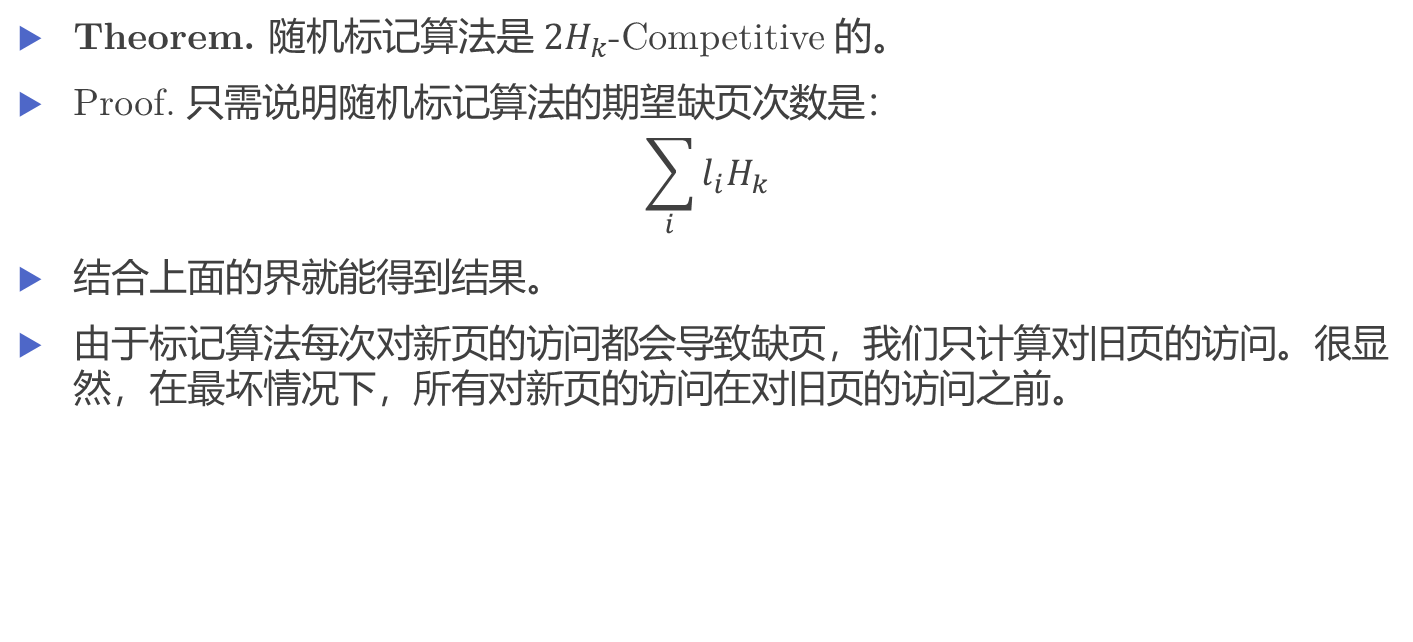 Theorem. 随机标记算法是 2H_k-Competitive 的。
Proof. 只需说明随机标记算法的期望缺页次数是：
∑_i l_i H_k
结合上面的界就能得到结果。
由于标记算法每次对新页的访问都会导致缺页，我们只计算对旧页的访问。很显
然，在最坏情况下，所有对新页的访问在对旧页的访问之前。